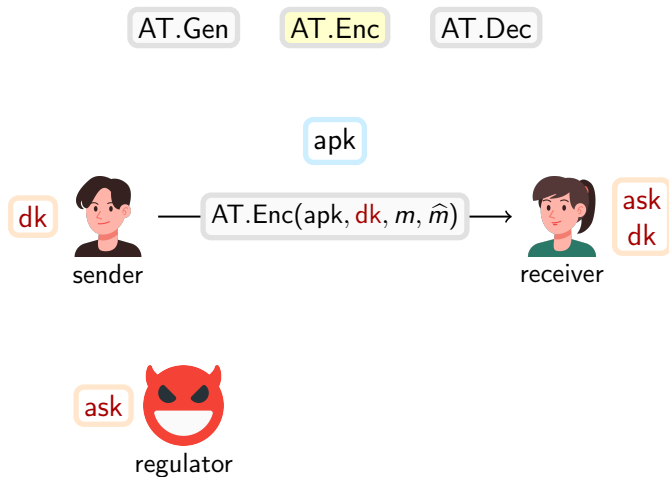 AT.Gen AT.Enc AT.Dec
apk
dk
AT.Enc(apk, dk, m, m̂)
ask
dk
sender
receiver
ask
regulator